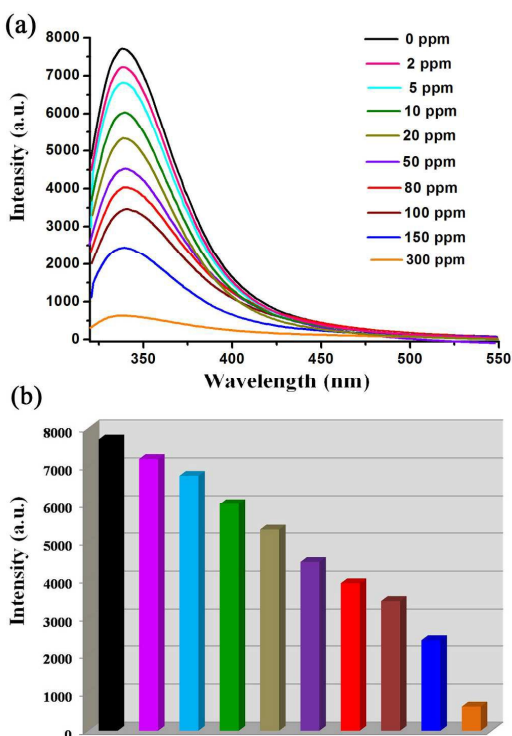 (a)
8000
7000
6000
5000
4000
3000
2000
1000
0
Intensity (a.u.)
0 ppm
2 ppm
5 ppm
10 ppm
20 ppm
50 ppm
80 ppm
100 ppm
150 ppm
300 ppm
350 400 450 500 550
Wavelength (nm)
(b)
8000
7000
6000
5000
4000
3000
2000
1000
0
Intensity (a.u.)